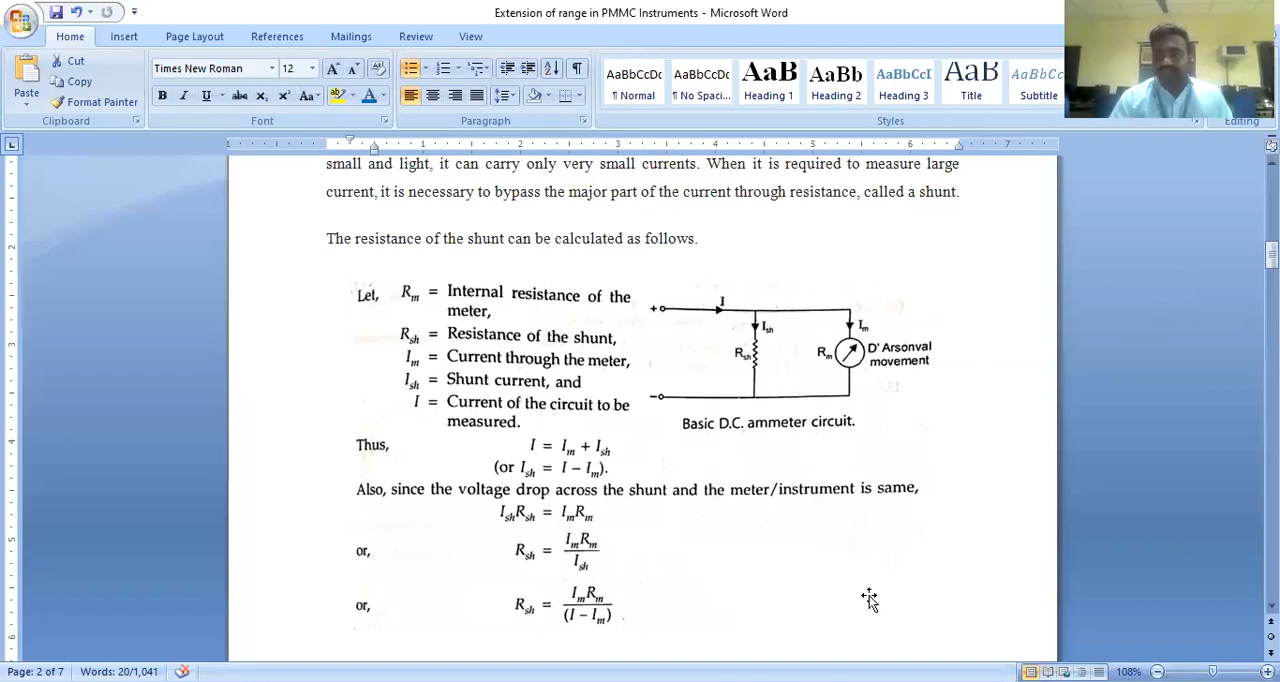 Extension of range in PMMC Instruments - Microsoft Word
Home Insert Page Layout References Mailings Review View
Paste
Cut
Copy
Format Painter
Clipboard
Times New Roman 12
Font
Paragraph
AaBbCcDc AaBbCcDc AaB AaBb AaBbCcI AaB AaBbCcI
¶ Normal ¶ No Spaci... Heading 1 Heading 2 Heading 3 Title Subtitle
Styles
Editing
small and light, it can carry only very small currents. When it is required to measure large
current, it is necessary to bypass the major part of the current through resistance, called a shunt.
The resistance of the shunt can be calculated as follows.
Let, Rm = Internal resistance of the
meter,
Rsh = Resistance of the shunt,
Im = Current through the meter,
Ish = Shunt current, and
I = Current of the circuit to be
measured.
+ I
Ish Im
Rsh Rm D'Arsonval
movement
−
Basic D.C. ammeter circuit.
Thus, I = Im + Ish
(or Ish = I − Im).
Also, since the voltage drop across the shunt and the meter/instrument is same,
IshRsh = ImRm
or, Rsh = ImRm / Ish
or, Rsh = ImRm / (I − Im)
Page: 2 of 7 Words: 20/1,041 108%